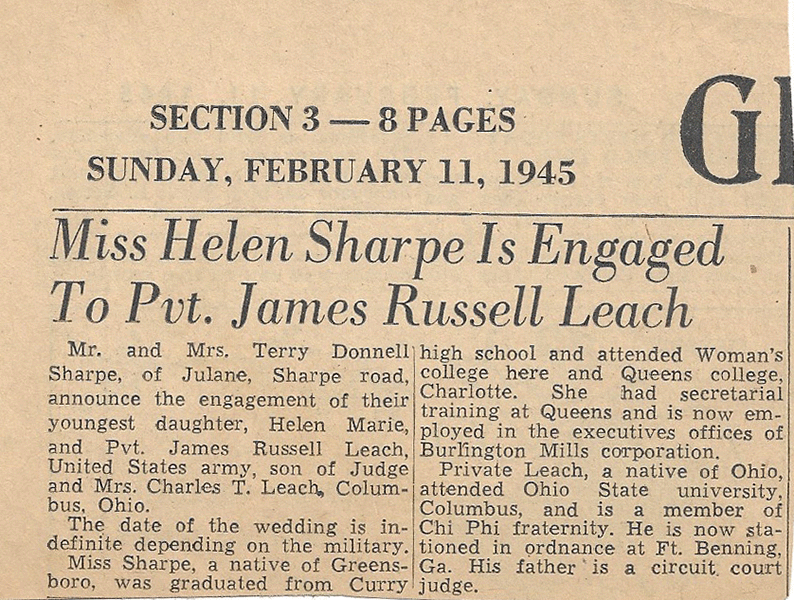 SECTION 3 — 8 PAGES
SUNDAY, FEBRUARY 11, 1945
G
Miss Helen Sharpe Is Engaged
To Pvt. James Russell Leach
Mr. and Mrs. Terry Donnell
Sharpe, of Julane, Sharpe road,
announce the engagement of their
youngest daughter, Helen Marie,
and Pvt. James Russell Leach,
United States army, son of Judge
and Mrs. Charles T. Leach, Colum-
bus, Ohio.
The date of the wedding is in-
definite depending on the military.
Miss Sharpe, a native of Greens-
boro, was graduated from Curry
high school and attended Woman's
college here and Queens college,
Charlotte. She had secretarial
training at Queens and is now em-
ployed in the executives offices of
Burlington Mills corporation.
Private Leach, a native of Ohio,
attended Ohio State university,
Columbus, and is a member of
Chi Phi fraternity. He is now sta-
tioned in ordnance at Ft. Benning,
Ga. His father is a circuit court
judge.